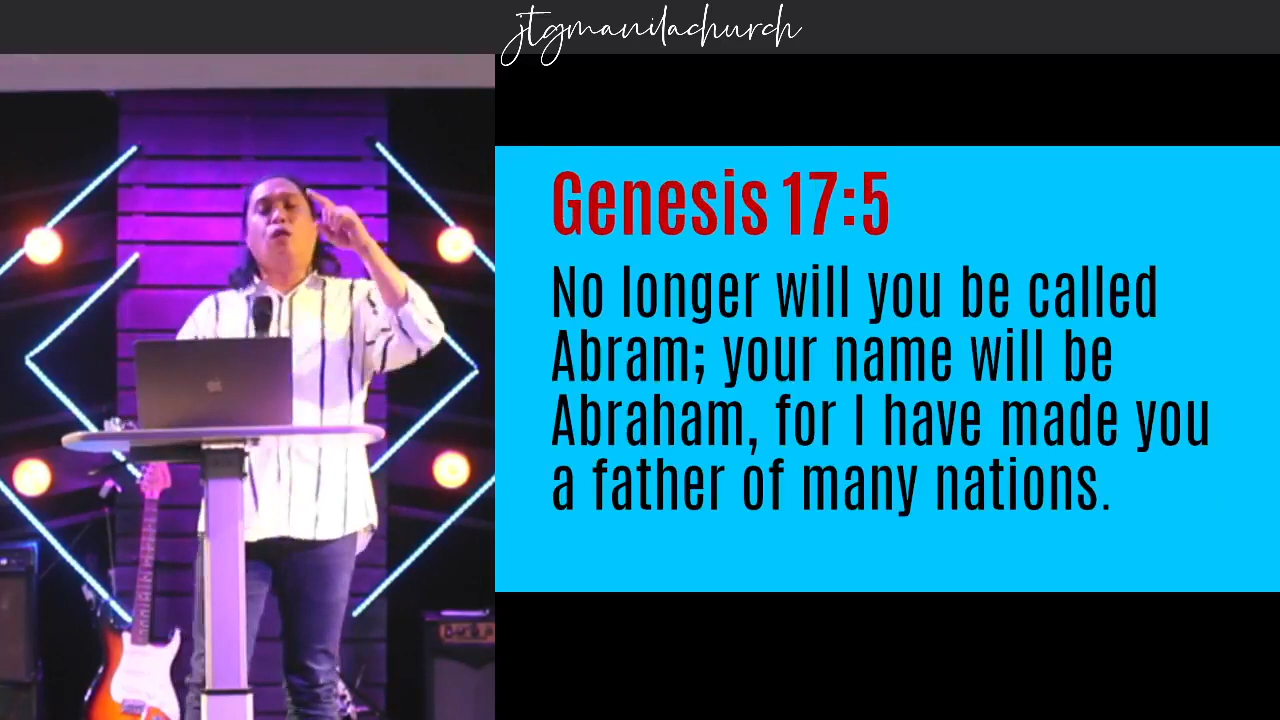 jtgmanilachurch
Genesis 17:5
No longer will you be called
Abram; your name will be
Abraham, for I have made you
a father of many nations.